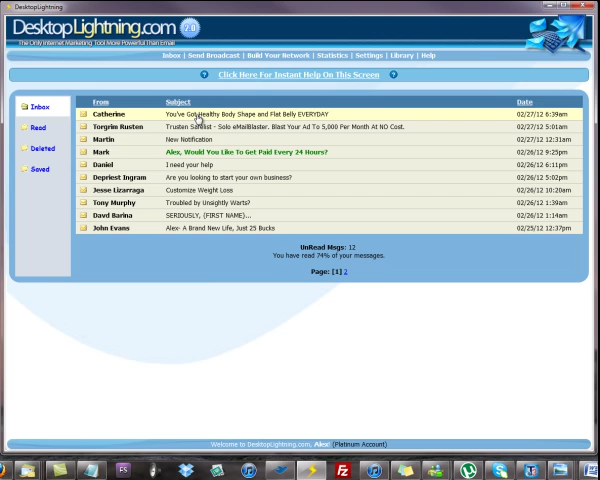 DesktopLightning
DesktopLightning.com 2.0
The Only Internet Marketing Tool More Powerful Than Email
Inbox | Send Broadcast | Build Your Network | Statistics | Settings | Library | Help
? Click Here For Instant Help On This Screen ?
Inbox
Read
Deleted
Saved
From Subject Date
Catherine You've Got Healthy Body Shape and Flat Belly EVERYDAY 02/27/12 6:39am
Torgrim Rusten Trusten Safelist - Solo eMailBlaster. Blast Your Ad To 5,000 Per Month At NO Cost. 02/27/12 5:01am
Martin New Notification 02/27/12 12:31am
Mark Alex, Would You Like To Get Paid Every 24 Hours? 02/26/12 9:25pm
Daniel I need your help 02/26/12 6:11pm
Depriest Ingram Are you looking to start your own business? 02/26/12 5:02pm
Jesse Lizarraga Customize Weight Loss 02/26/12 10:20am
Tony Murphy Troubled by Unsightly Warts? 02/26/12 1:39am
Davd Barina SERIOUSLY, {FIRST NAME}... 02/26/12 1:14am
John Evans Alex- A Brand New Life, Just 25 Bucks 02/25/12 12:37pm
UnRead Msgs: 12
You have read 74% of your messages.
Page: [1] 2
Welcome to DesktopLightning.com, Alex! (Platinum Account)